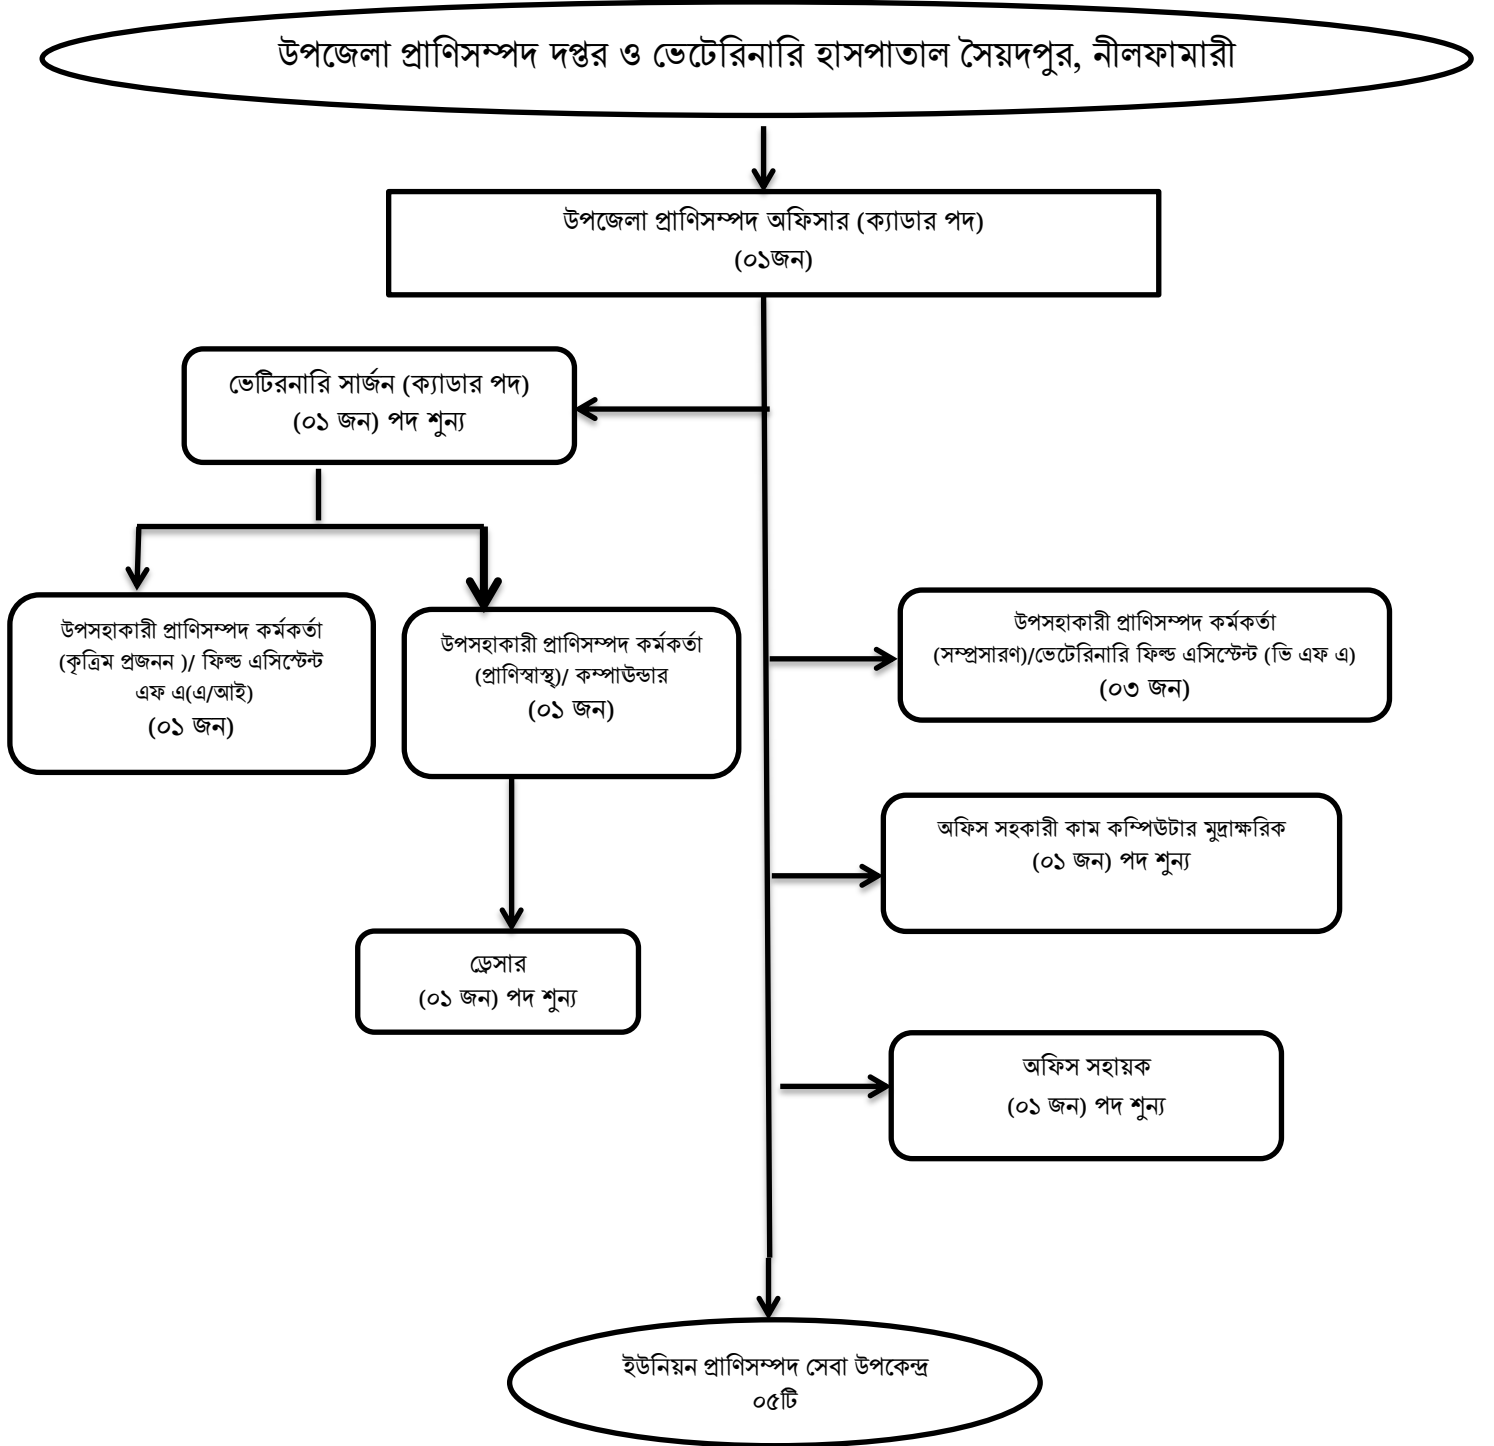 উপজেলা প্রাণিসম্পদ দপ্তর ও ভেটেরিনারি হাসপাতাল সৈয়দপুর, নীলফামারী
উপজেলা প্রাণিসম্পদ অফিসার (ক্যাডার পদ)
(০১জন)
ভেটিরনারি সার্জন (ক্যাডার পদ)
(০১ জন) পদ শুন্য
উপসহাকারী প্রাণিসম্পদ কর্মকর্তা
(কৃত্রিম প্রজনন )/ ফিল্ড এসিস্টেন্ট
এফ এ(এ/আই)
(০১ জন)
উপসহাকারী প্রাণিসম্পদ কর্মকর্তা
(প্রাণিস্বাস্থ্)/ কম্পাউন্ডার
(০১ জন)
উপসহাকারী প্রাণিসম্পদ কর্মকর্তা
(সম্প্রসারণ)/ভেটেরিনারি ফিল্ড এসিস্টেন্ট (ভি এফ এ)
(০৩ জন)
অফিস সহকারী কাম কম্পিউটার মুদ্রাক্ষরিক
(০১ জন) পদ শুন্য
ড্রেসার
(০১ জন) পদ শুন্য
অফিস সহায়ক
(০১ জন) পদ শুন্য
ইউনিয়ন প্রাণিসম্পদ সেবা উপকেন্দ্র
০৫টি